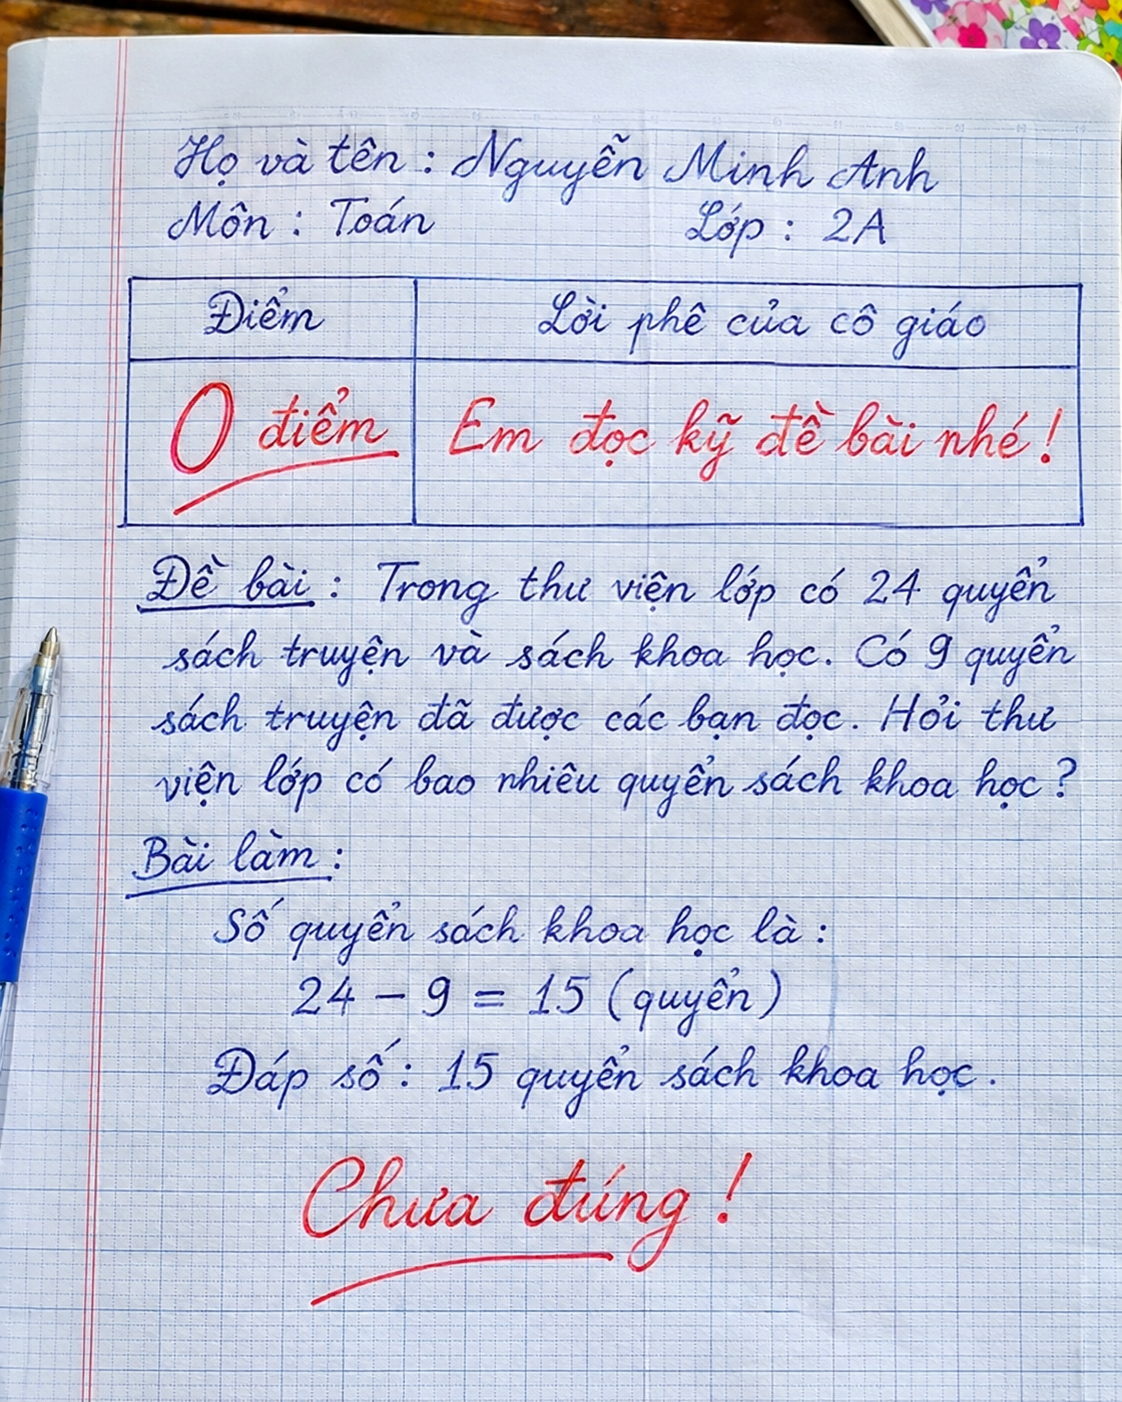 Họ và tên : Nguyễn Minh Anh
Môn : Toán Lớp : 2A
Điểm Lời phê của cô giáo
0 điểm Em đọc kỹ đề bài nhé !
Đề bài : Trong thư viện lớp có 24 quyển
sách truyện và sách khoa học. Có 9 quyển
sách truyện đã được các bạn đọc. Hỏi thư
viện lớp có bao nhiêu quyển sách khoa học ?
Bài làm :
Số quyển sách khoa học là :
24 - 9 = 15 (quyển)
Đáp số : 15 quyển sách khoa học.
Chưa đúng !